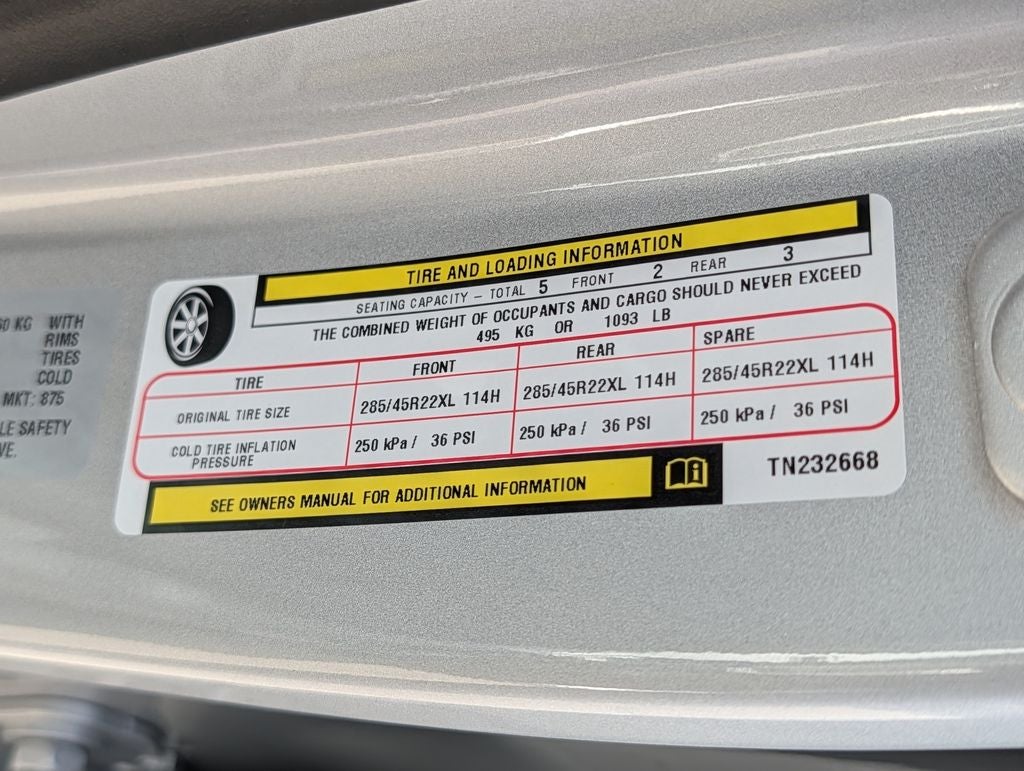 60 KG WITH
RIMS
TIRES
COLD
MKT: 875
LE SAFETY
VE.
TIRE AND LOADING INFORMATION
SEATING CAPACITY – TOTAL 5 FRONT 2 REAR 3
THE COMBINED WEIGHT OF OCCUPANTS AND CARGO SHOULD NEVER EXCEED
495 KG OR 1093 LB
TIRE FRONT REAR SPARE
ORIGINAL TIRE SIZE 285/45R22XL 114H 285/45R22XL 114H 285/45R22XL 114H
COLD TIRE INFLATION
PRESSURE 250 kPa / 36 PSI 250 kPa / 36 PSI 250 kPa / 36 PSI
SEE OWNERS MANUAL FOR ADDITIONAL INFORMATION
TN232668